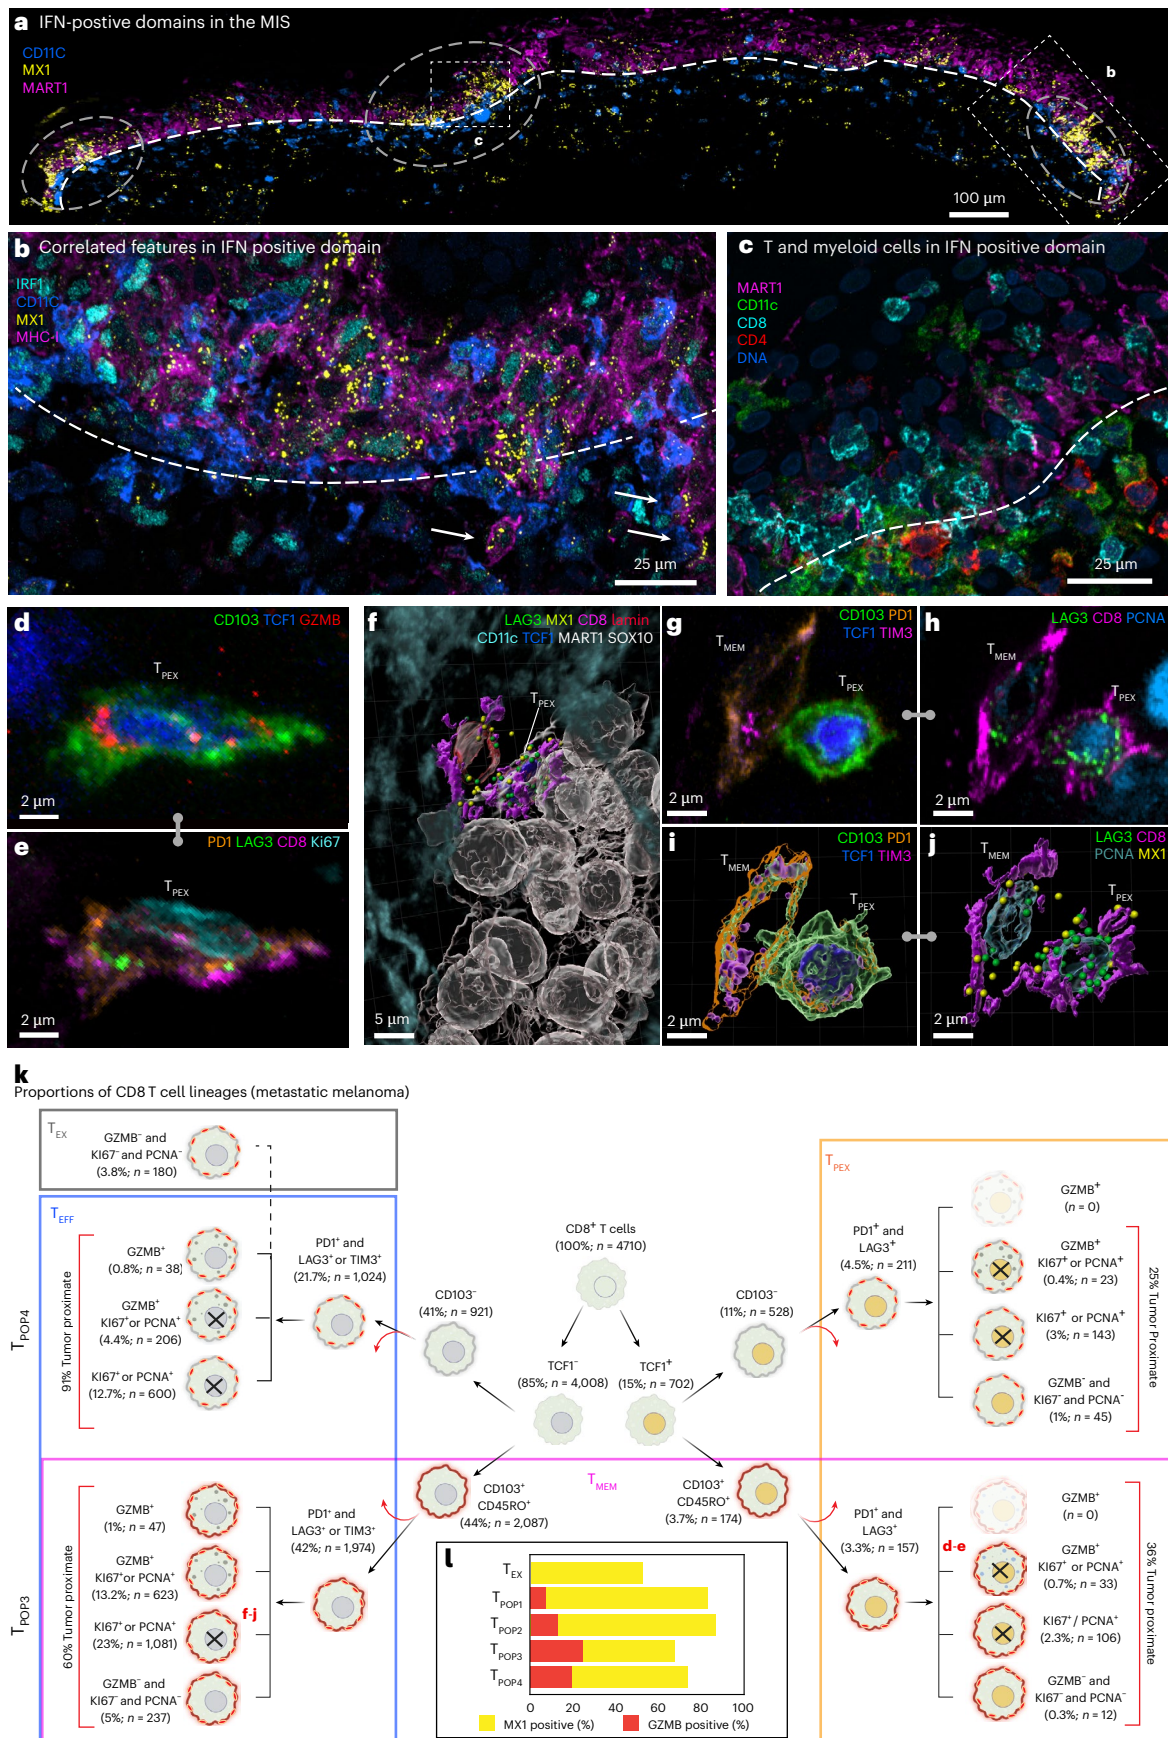 a IFN-postive domains in the MIS
CD11C
MX1
MART1
b
c
100 µm
b Correlated features in IFN positive domain
IRF1
CD11C
MX1
MHC-I
25 µm
c T and myeloid cells in IFN positive domain
MART1
CD11c
CD8
CD4
DNA
25 µm
d
CD103 TCF1 GZMB
TPEX
2 µm
e
PD1 LAG3 CD8 Ki67
TPEX
2 µm
f
LAG3 MX1 CD8 lamin
CD11c TCF1 MART1 SOX10
TPEX
5 µm
g
CD103 PD1
TCF1 TIM3
TMEM
TPEX
2 µm
h
LAG3 CD8 PCNA
TMEM
TPEX
2 µm
i
CD103 PD1
TCF1 TIM3
TMEM
TPEX
2 µm
j
LAG3 CD8
PCNA MX1
TMEM
TPEX
2 µm
k
Proportions of CD8 T cell lineages (metastatic melanoma)
TEX
GZMB⁻ and
KI67⁻ and PCNA⁻
(3.8%; n = 180)
TEFF
TPOP4
91% Tumor proximate
GZMB⁺
(0.8%; n = 38)
GZMB⁺
KI67⁺or PCNA⁺
(4.4%; n = 206)
KI67⁺ or PCNA⁺
(12.7%; n = 600)
PD1⁺ and
LAG3⁺ or TIM3⁺
(21.7%; n = 1,024)
CD103⁻
(41%; n = 921)
CD8⁺ T cells
(100%; n = 4710)
TCF1⁻
(85%; n = 4,008)
TCF1⁺
(15%; n = 702)
CD103⁻
(11%; n = 528)
PD1⁺ and
LAG3⁺
(4.5%; n = 211)
TPEX
GZMB⁺
(n = 0)
GZMB⁺
KI67⁺ or PCNA⁺
(0.4%; n = 23)
KI67⁺ or PCNA⁺
(3%; n = 143)
GZMB⁻ and
KI67⁻ and PCNA⁻
(1%; n = 45)
25% Tumor Proximate
TMEM
TPOP3
60% Tumor proximate
GZMB⁺
(1%; n = 47)
GZMB⁺
KI67⁺or PCNA⁺
(13.2%; n = 623)
KI67⁺ or PCNA⁺
(23%; n = 1,081)
GZMB⁻ and
KI67⁻ and PCNA⁻
(5%; n = 237)
f-j
PD1⁺ and
LAG3⁺ or TIM3⁺
(42%; n = 1,974)
CD103⁺
CD45RO⁺
(44%; n = 2,087)
CD103⁺
CD45RO⁺
(3.7%; n = 174)
PD1⁺ and
LAG3⁺
(3.3%; n = 157)
d-e
GZMB⁺
(n = 0)
GZMB⁺
KI67⁺ or PCNA⁺
(0.7%; n = 33)
KI67⁺/ PCNA⁺
(2.3%; n = 106)
GZMB⁻ and
KI67⁻ and PCNA⁻
(0.3%; n = 12)
36% Tumor proximate
l
TEX
TPOP1
TPOP2
TPOP3
TPOP4
0 40 60 80 100
MX1 positive (%)
GZMB positive (%)